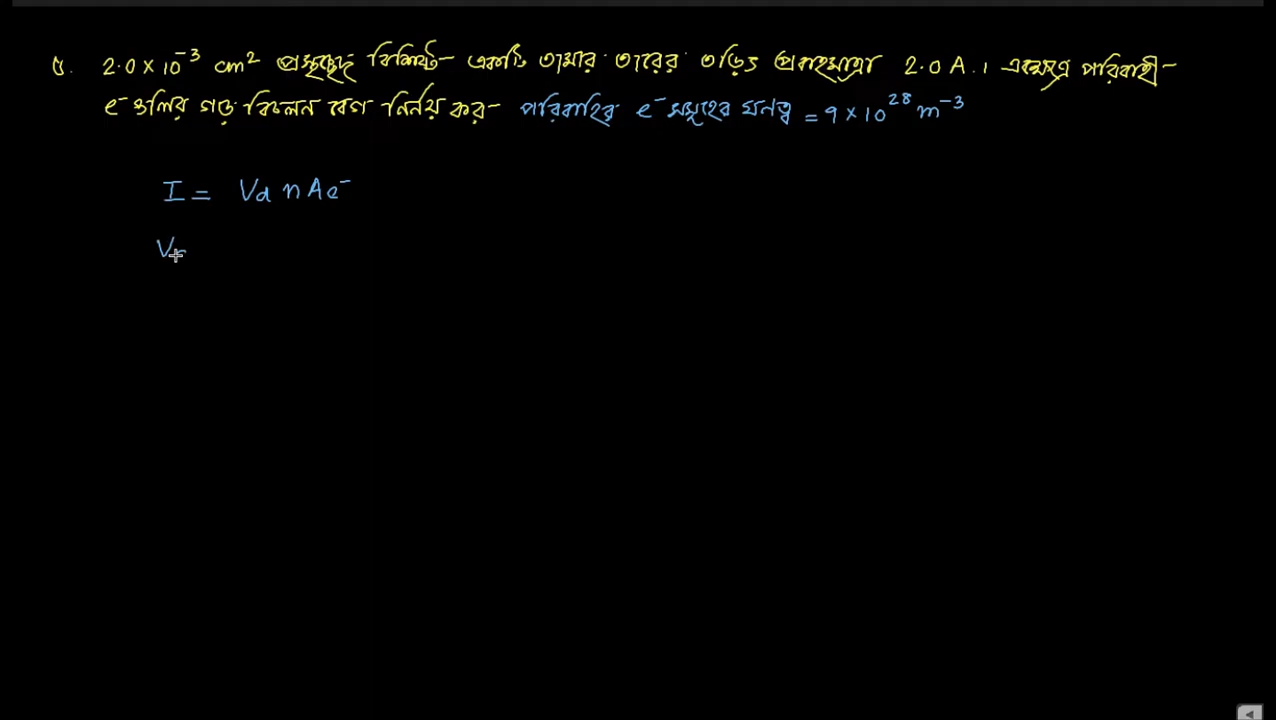 ৫. 2.0 × 10⁻³ cm² প্রস্থচ্ছেদ বিশিষ্ট একটি তামার তারের তড়িৎ প্রবাহমাত্রা 2.0 A । এক্ষেত্রে পরিবাহী
e⁻ গুলির গড় বিচলন বেগ নির্ণয় কর- পরিবাহির e⁻ সমূহের ঘনত্ব = 9 × 10²⁸ m⁻³
I = Vd n A e⁻